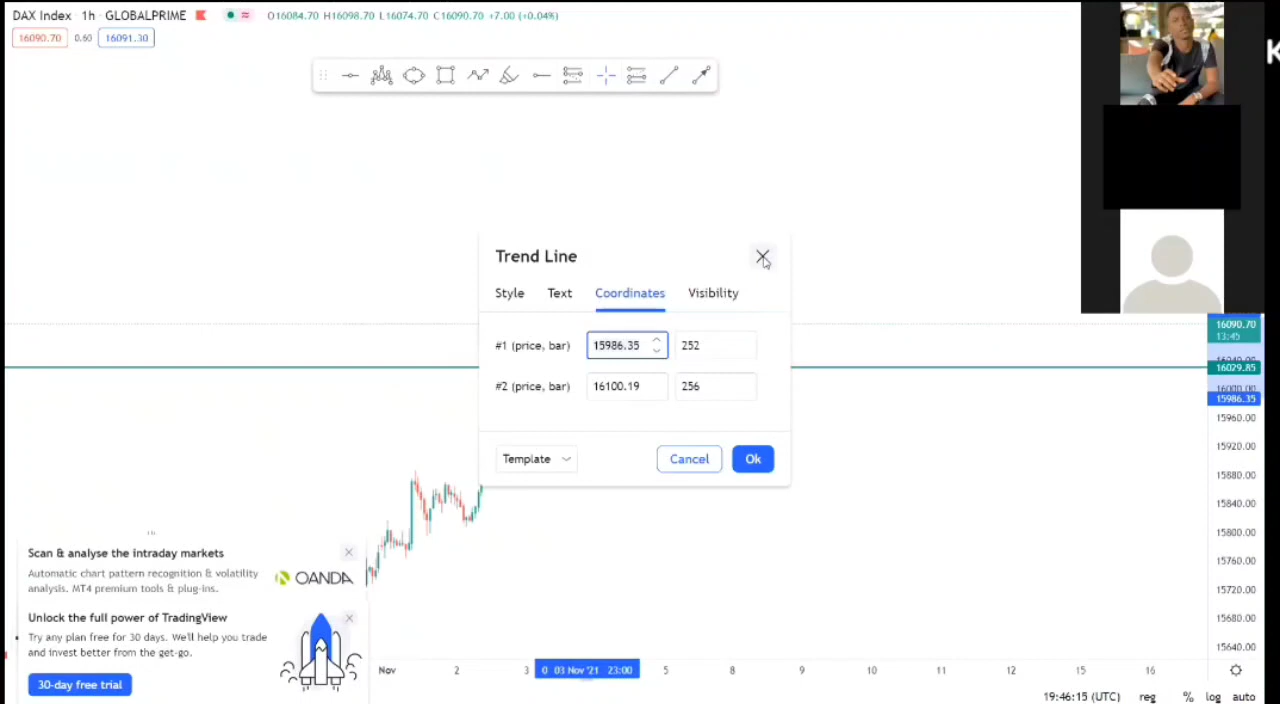 DAX Index · 1h · GLOBALPRIME
O16084.70 H16098.70 L16074.70 C16090.70 +7.00 (+0.04%)
16090.70 0.60 16091.30
K
Trend Line
Style Text Coordinates Visibility
#1 (price, bar) 15986.35 252
#2 (price, bar) 16100.19 256
Template Cancel Ok
16090.70
13:45
16029.85
16000.00
15986.35
15960.00
15920.00
15880.00
15840.00
15800.00
15760.00
15720.00
15680.00
15640.00
Scan & analyse the intraday markets
Automatic chart pattern recognition & volatility
analysis. MT4 premium tools & plug-ins.
OANDA
Unlock the full power of TradingView
Try any plan free for 30 days. We'll help you trade
and invest better from the get-go.
30-day free trial
Nov 2 3 0 03 Nov '21 23:00 5 8 9 10 11 12 15 16
19:46:15 (UTC) reg % log auto